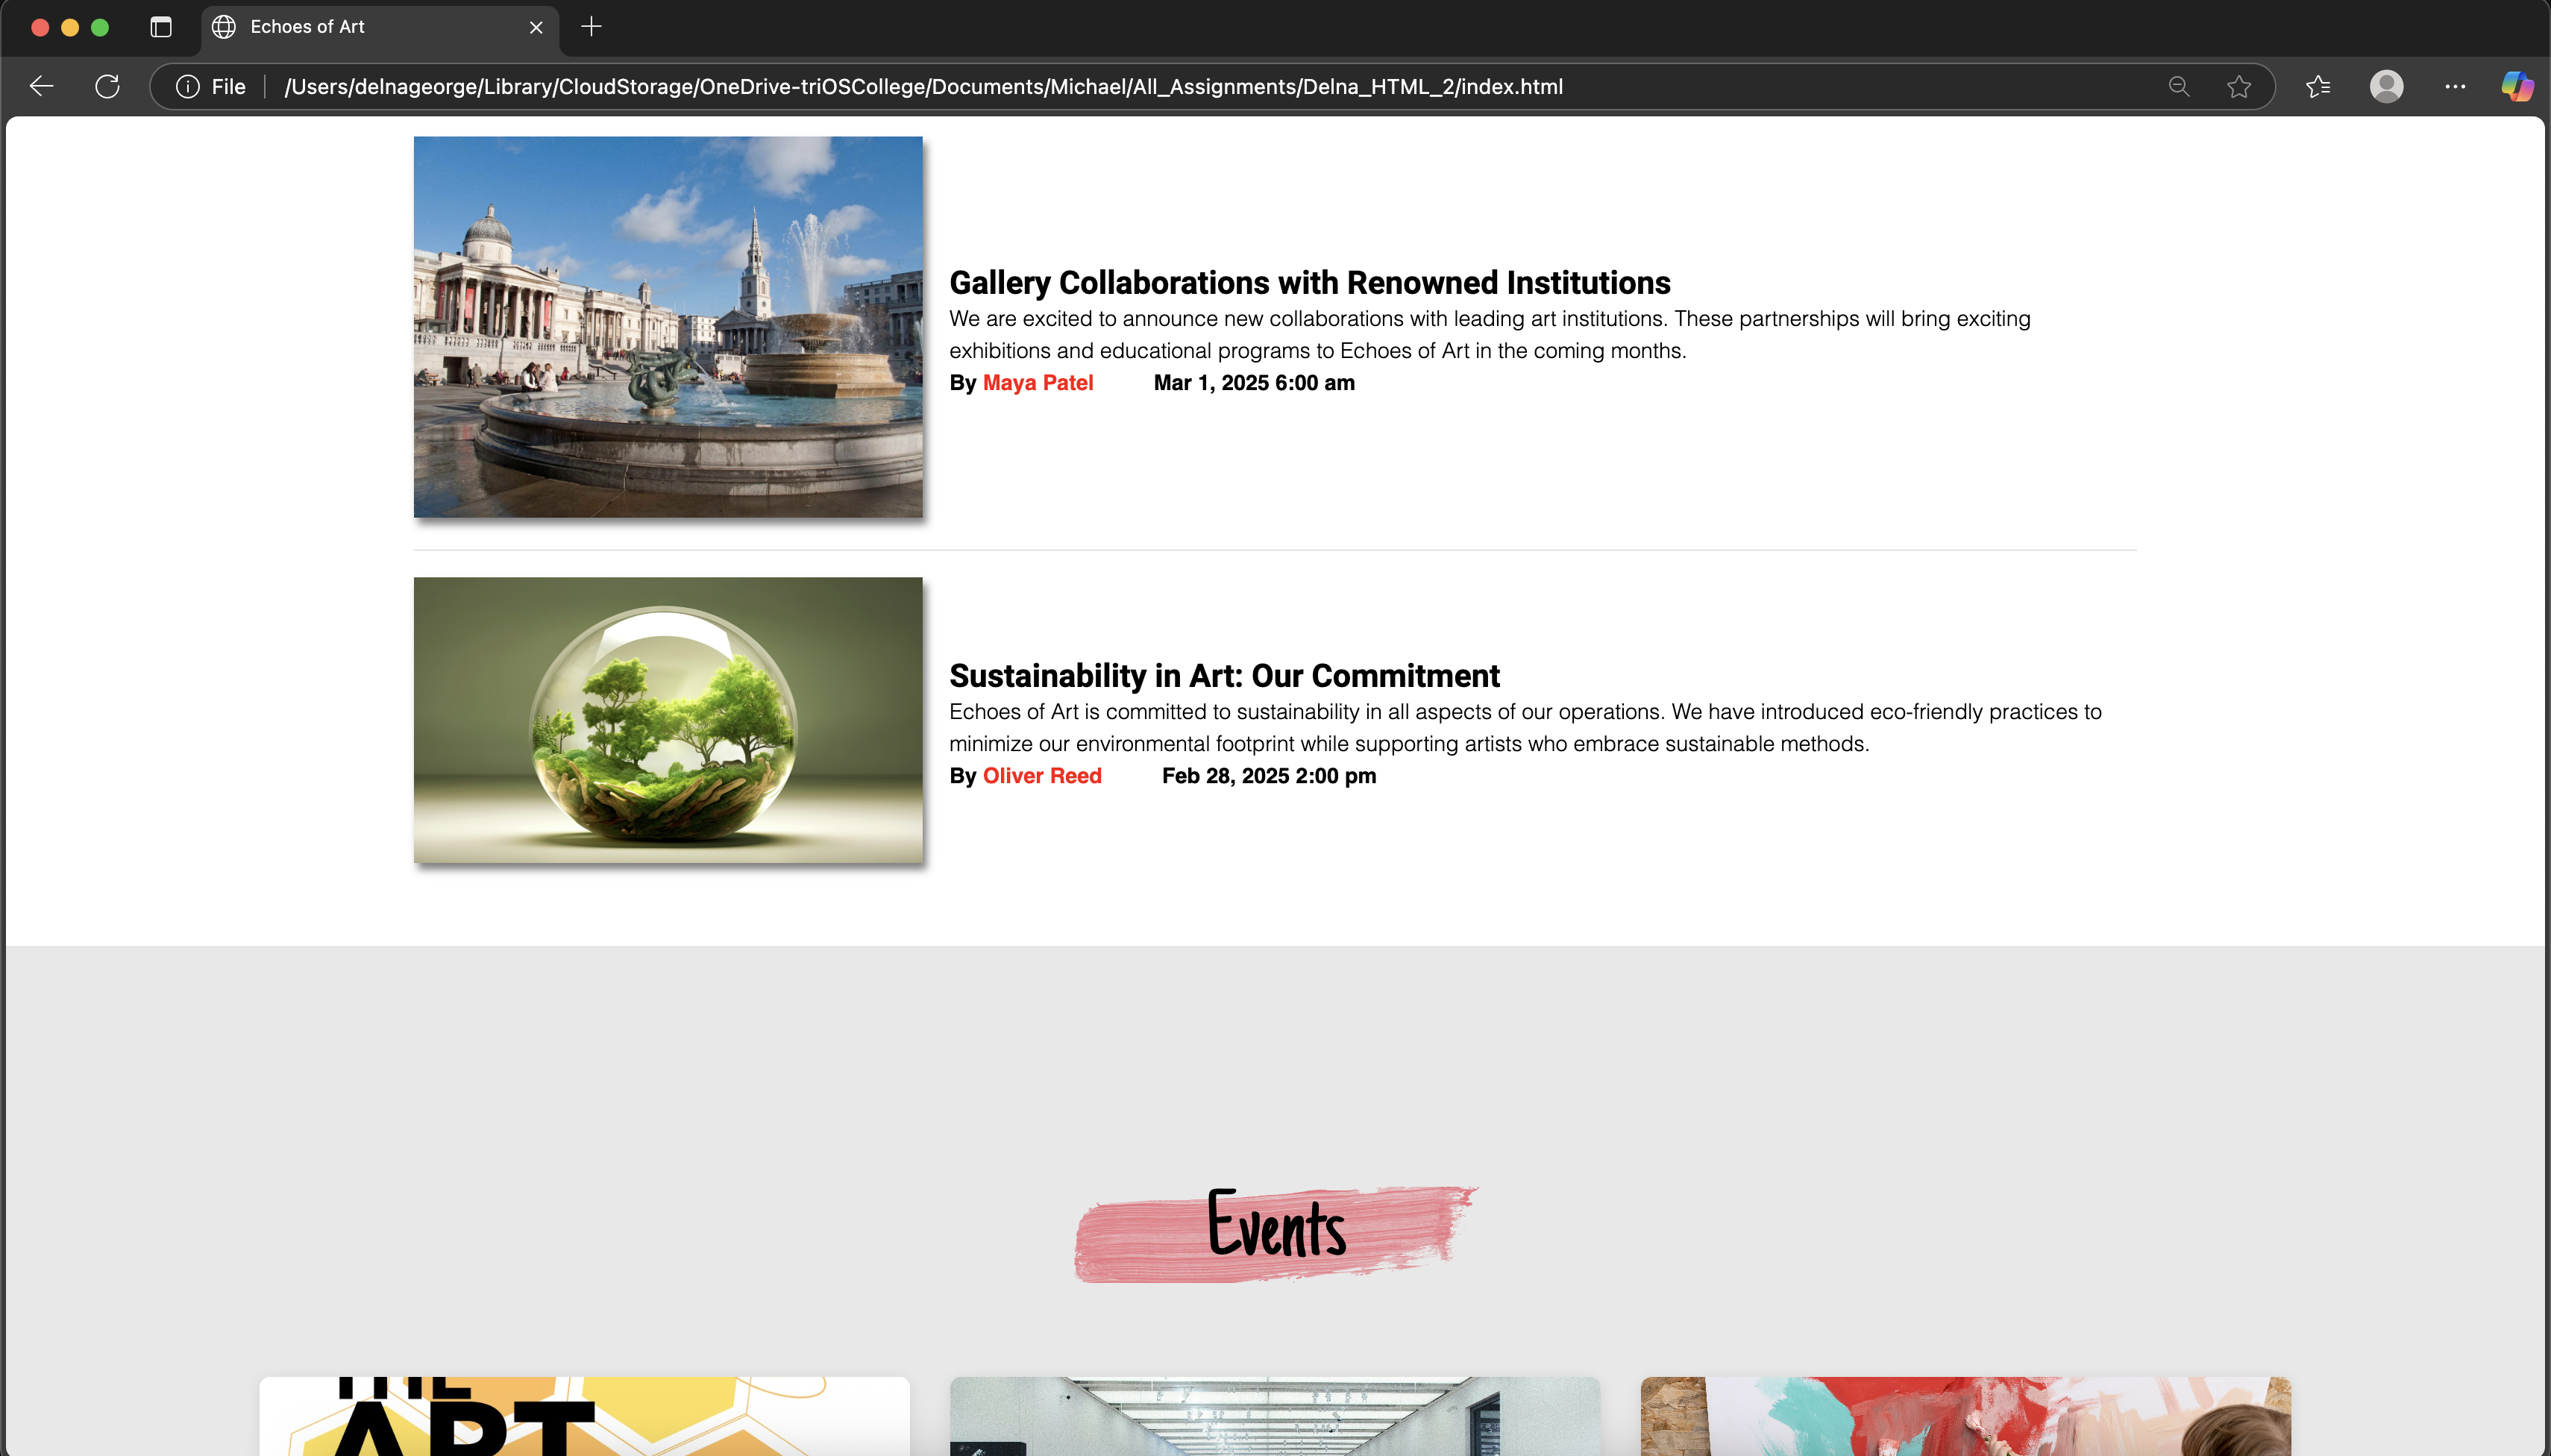 Echoes of Art
File
/Users/delnageorge/Library/CloudStorage/OneDrive-triOSCollege/Documents/Michael/All_Assignments/Delna_HTML_2/index.html
Gallery Collaborations with Renowned Institutions
We are excited to announce new collaborations with leading art institutions. These partnerships will bring exciting
exhibitions and educational programs to Echoes of Art in the coming months.
By Maya Patel Mar 1, 2025 6:00 am
Sustainability in Art: Our Commitment
Echoes of Art is committed to sustainability in all aspects of our operations. We have introduced eco-friendly practices to
minimize our environmental footprint while supporting artists who embrace sustainable methods.
By Oliver Reed Feb 28, 2025 2:00 pm
Events
THE
ART